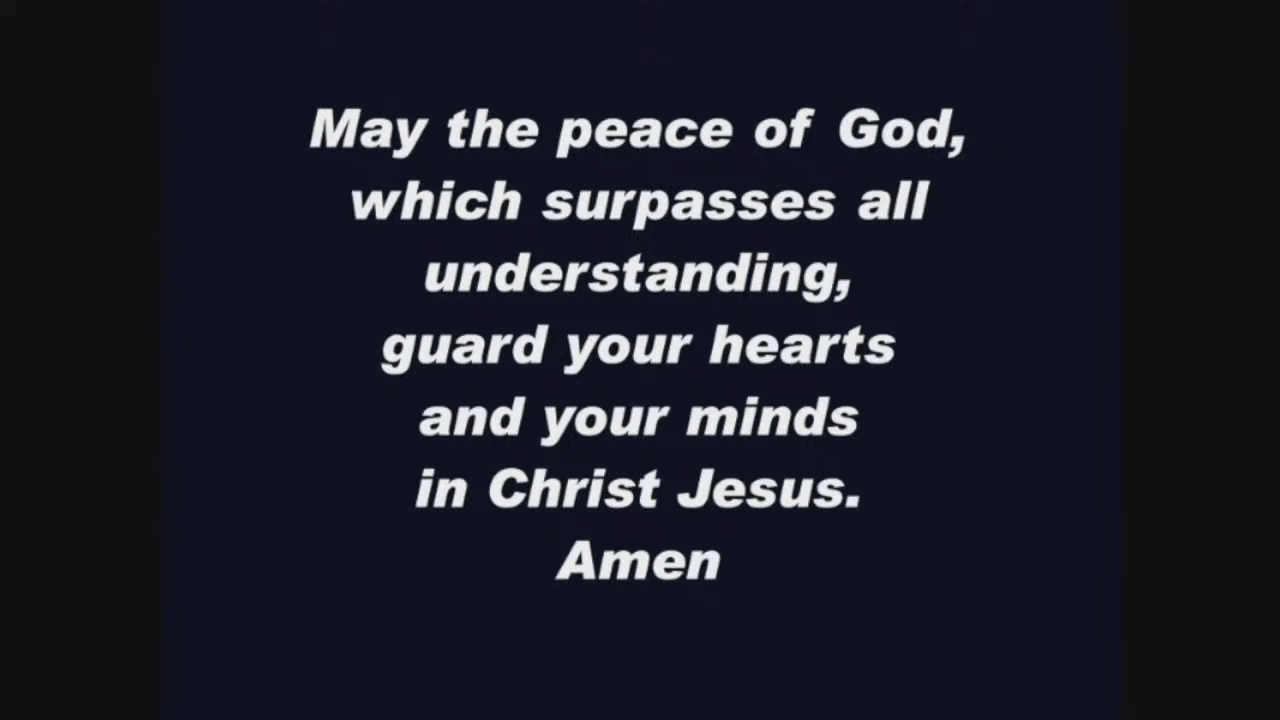 May the peace of God,
which surpasses all
understanding,
guard your hearts
and your minds
in Christ Jesus.
Amen